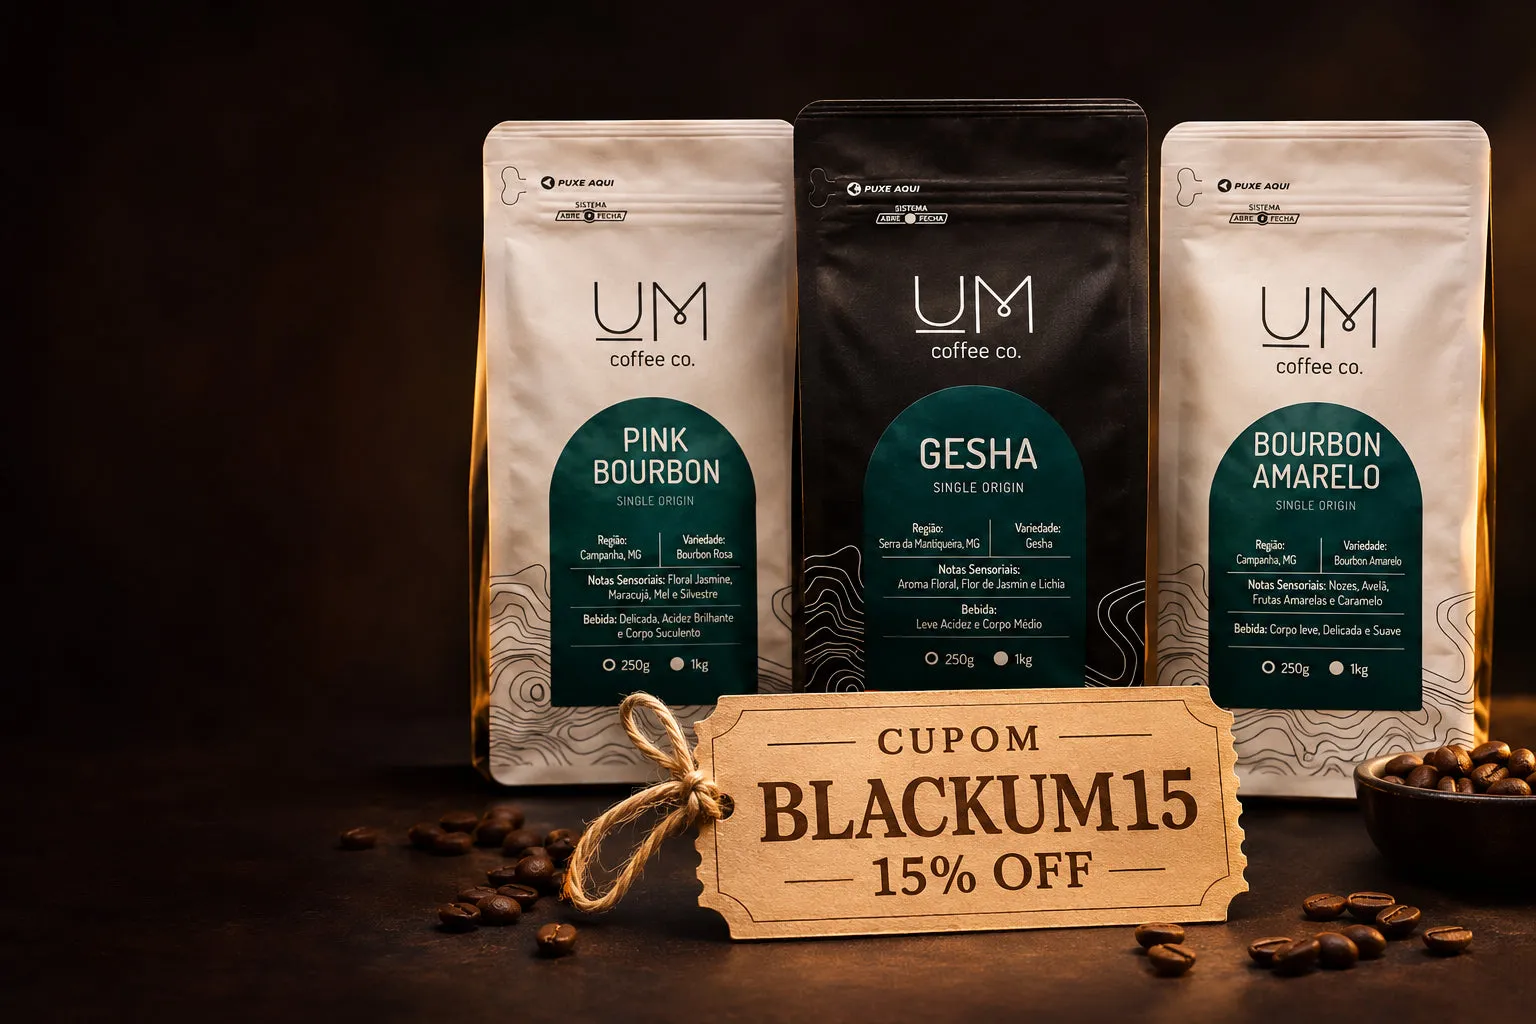 PUXE AQUI
SISTEMA
ABRE FECHA
UM
coffee co.
PINK
BOURBON
SINGLE ORIGIN
Região:
Campanha, MG
Variedade:
Bourbon Rosa
Notas Sensoriais: Floral Jasmine,
Maracujá, Mel e Silvestre
Bebida: Delicada, Acidez Brilhante
e Corpo Suculento
250g 1kg
PUXE AQUI
SISTEMA
ABRE FECHA
UM
coffee co.
GESHA
SINGLE ORIGIN
Região:
Serra da Mantiqueira, MG
Variedade:
Gesha
Notas Sensoriais:
Aroma Floral, Flor de Jasmin e Lichia
Bebida:
Leve Acidez e Corpo Médio
250g 1kg
PUXE AQUI
SISTEMA
ABRE FECHA
UM
coffee co.
BOURBON
AMARELO
SINGLE ORIGIN
Região:
Campanha, MG
Variedade:
Bourbon Amarelo
Notas Sensoriais: Nozes, Avelã,
Frutas Amarelas e Caramelo
Bebida: Corpo leve, Delicada e Suave
250g 1kg
CUPOM
BLACKUM15
15% OFF